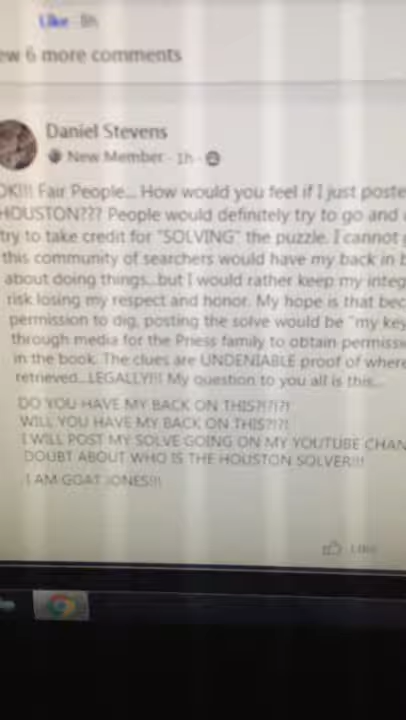 Like 8h
ew 6 more comments
Daniel Stevens
New Member · 1h ·
OK!!! Fair People... How would you feel if I just poste
HOUSTON??? People would definitely try to go and
try to take credit for "SOLVING" the puzzle. I cannot
this community of searchers would have my back in b
about doing things...but I would rather keep my integ
risk losing my respect and honor. My hope is that bec
permission to dig, posting the solve would be "my key
through media for the Priess family to obtain permissi
in the book. The clues are UNDENIABLE proof of where
retrieved...LEGALLY!!! My question to you all is this...
DO YOU HAVE MY BACK ON THIS?!?!?!
WILL YOU HAVE MY BACK ON THIS?!?!
I WILL POST MY SOLVE GOING ON MY YOUTUBE CHAN
DOUBT ABOUT WHO IS THE HOUSTON SOLVER!!!
I AM GOAT JONES!!!
Like